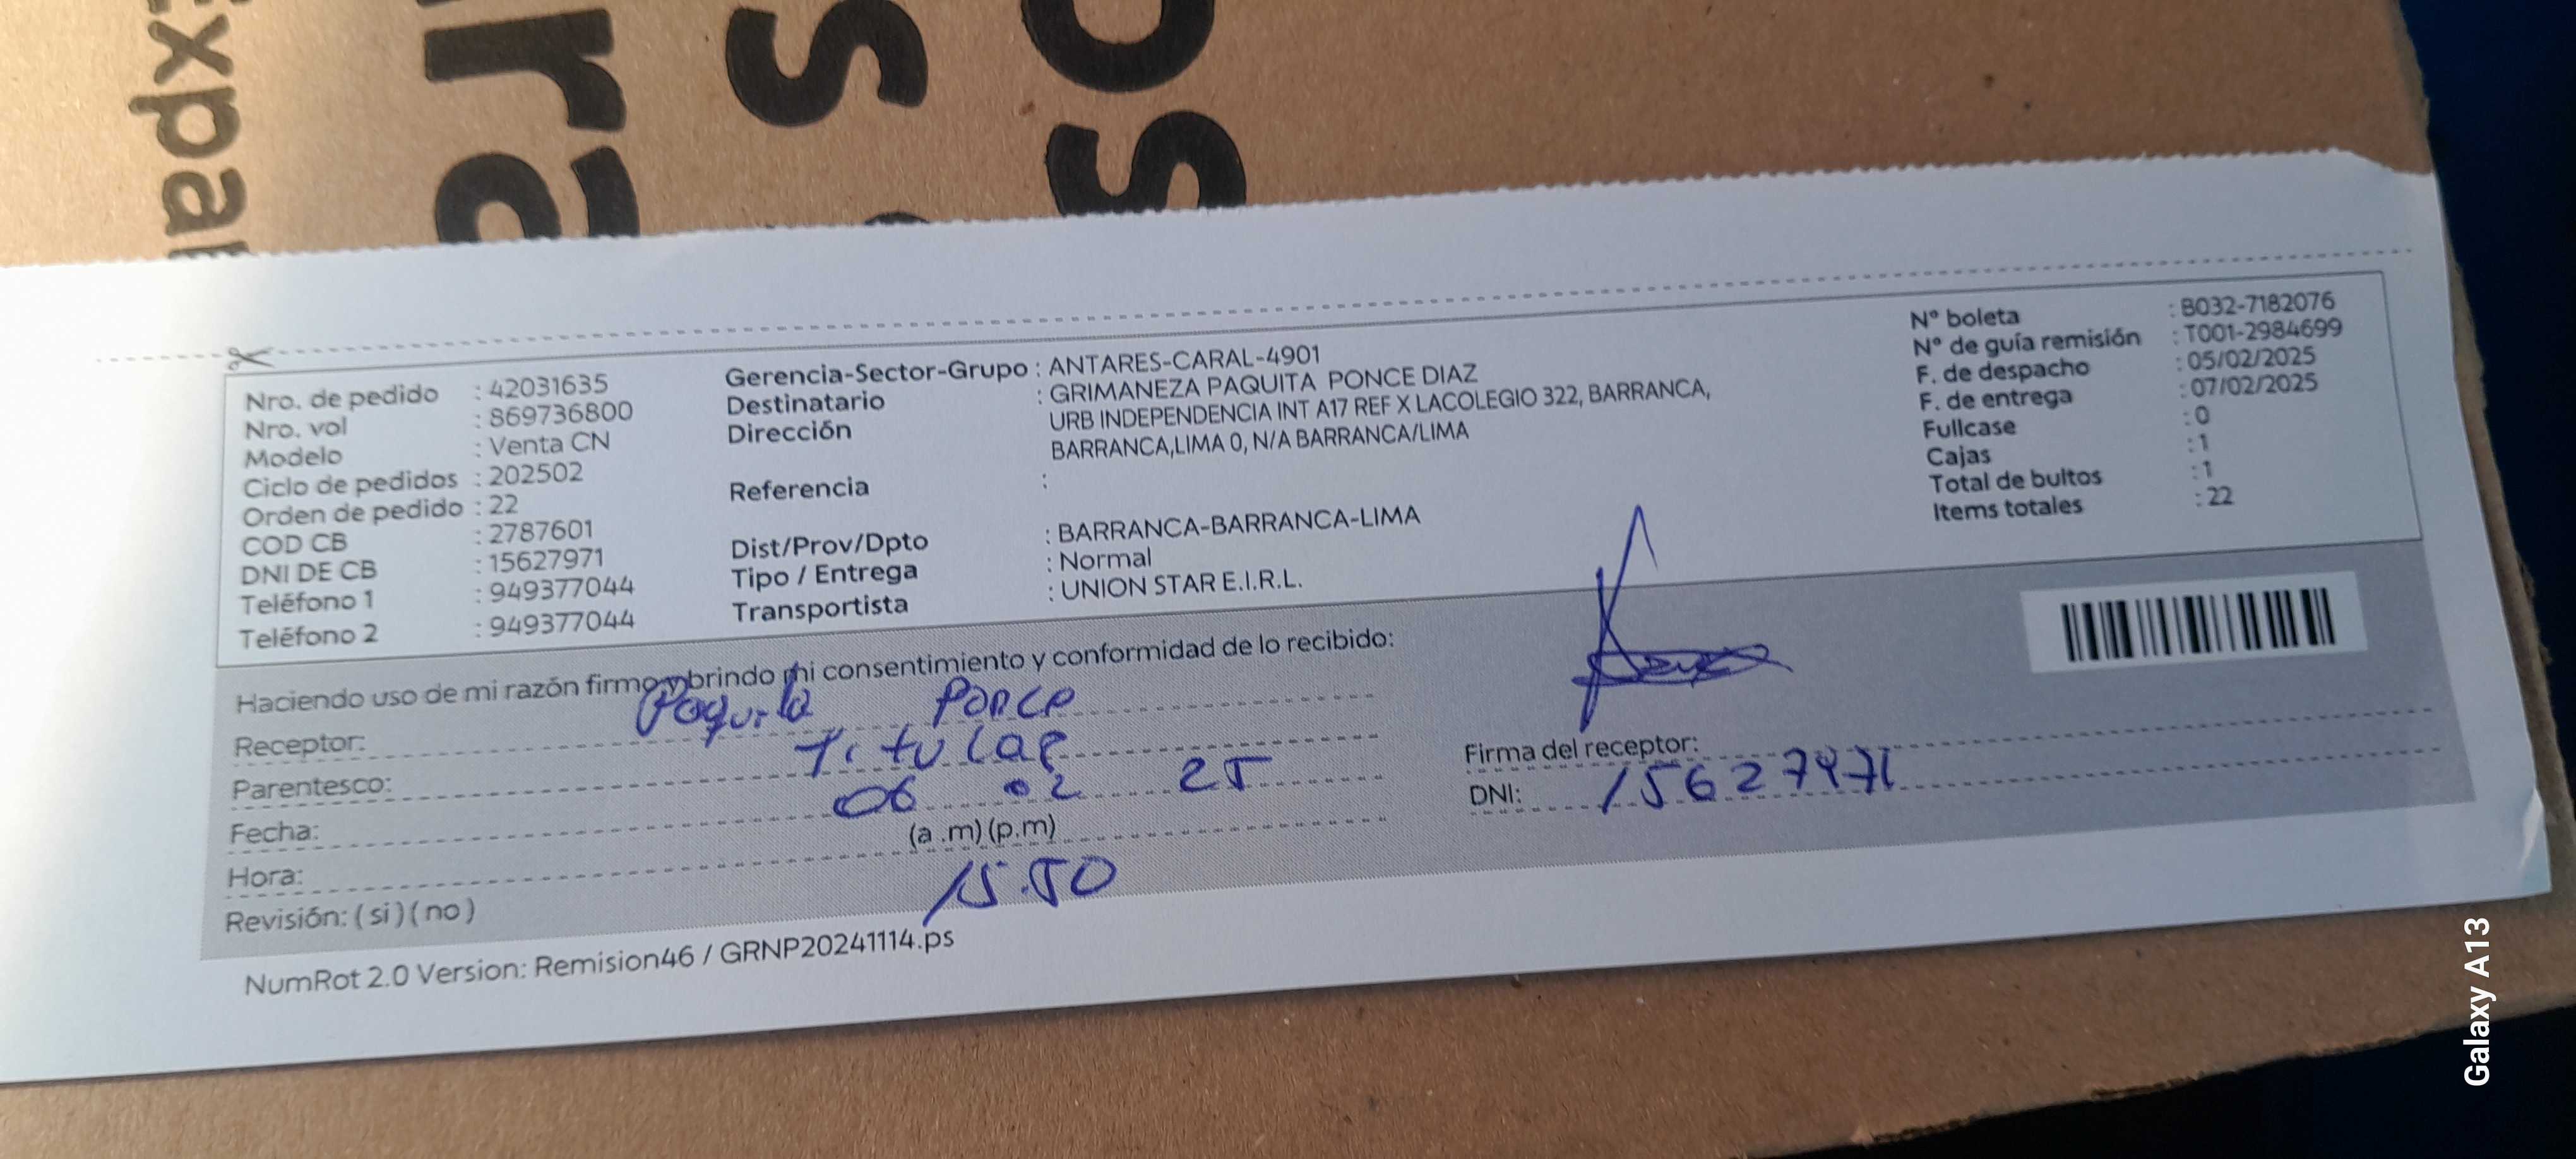 Expa
ra
s
os
Nro. de pedido : 42031635
Nro. vol : 869736800
Modelo : Venta CN
Ciclo de pedidos : 202502
Orden de pedido : 22
COD CB : 2787601
DNI DE CB : 15627971
Teléfono 1 : 949377044
Teléfono 2 : 949377044
Gerencia-Sector-Grupo : ANTARES-CARAL-4901
Destinatario : GRIMANEZA PAQUITA PONCE DIAZ
Dirección URB INDEPENDENCIA INT A17 REF X LACOLEGIO 322, BARRANCA,
BARRANCA,LIMA 0, N/A BARRANCA/LIMA
Referencia :
Dist/Prov/Dpto : BARRANCA-BARRANCA-LIMA
Tipo / Entrega : Normal
Transportista : UNION STAR E.I.R.L.
N° boleta : B032-7182076
N° de guía remisión : T001-2984699
F. de despacho : 05/02/2025
F. de entrega : 07/02/2025
Fullcase : 0
Cajas : 1
Total de bultos : 1
Items totales : 22
Haciendo uso de mi razón firmo y brindo mi consentimiento y conformidad de lo recibido:
Receptor: Paquita Ponce
Parentesco: Titular
Fecha: 06 02 25
Hora: (a .m) (p.m)
15.50
Revisión: ( si ) ( no )
Firma del receptor:
DNI: 15627971
NumRot 2.0 Version: Remision46 / GRNP20241114.ps
Galaxy A13